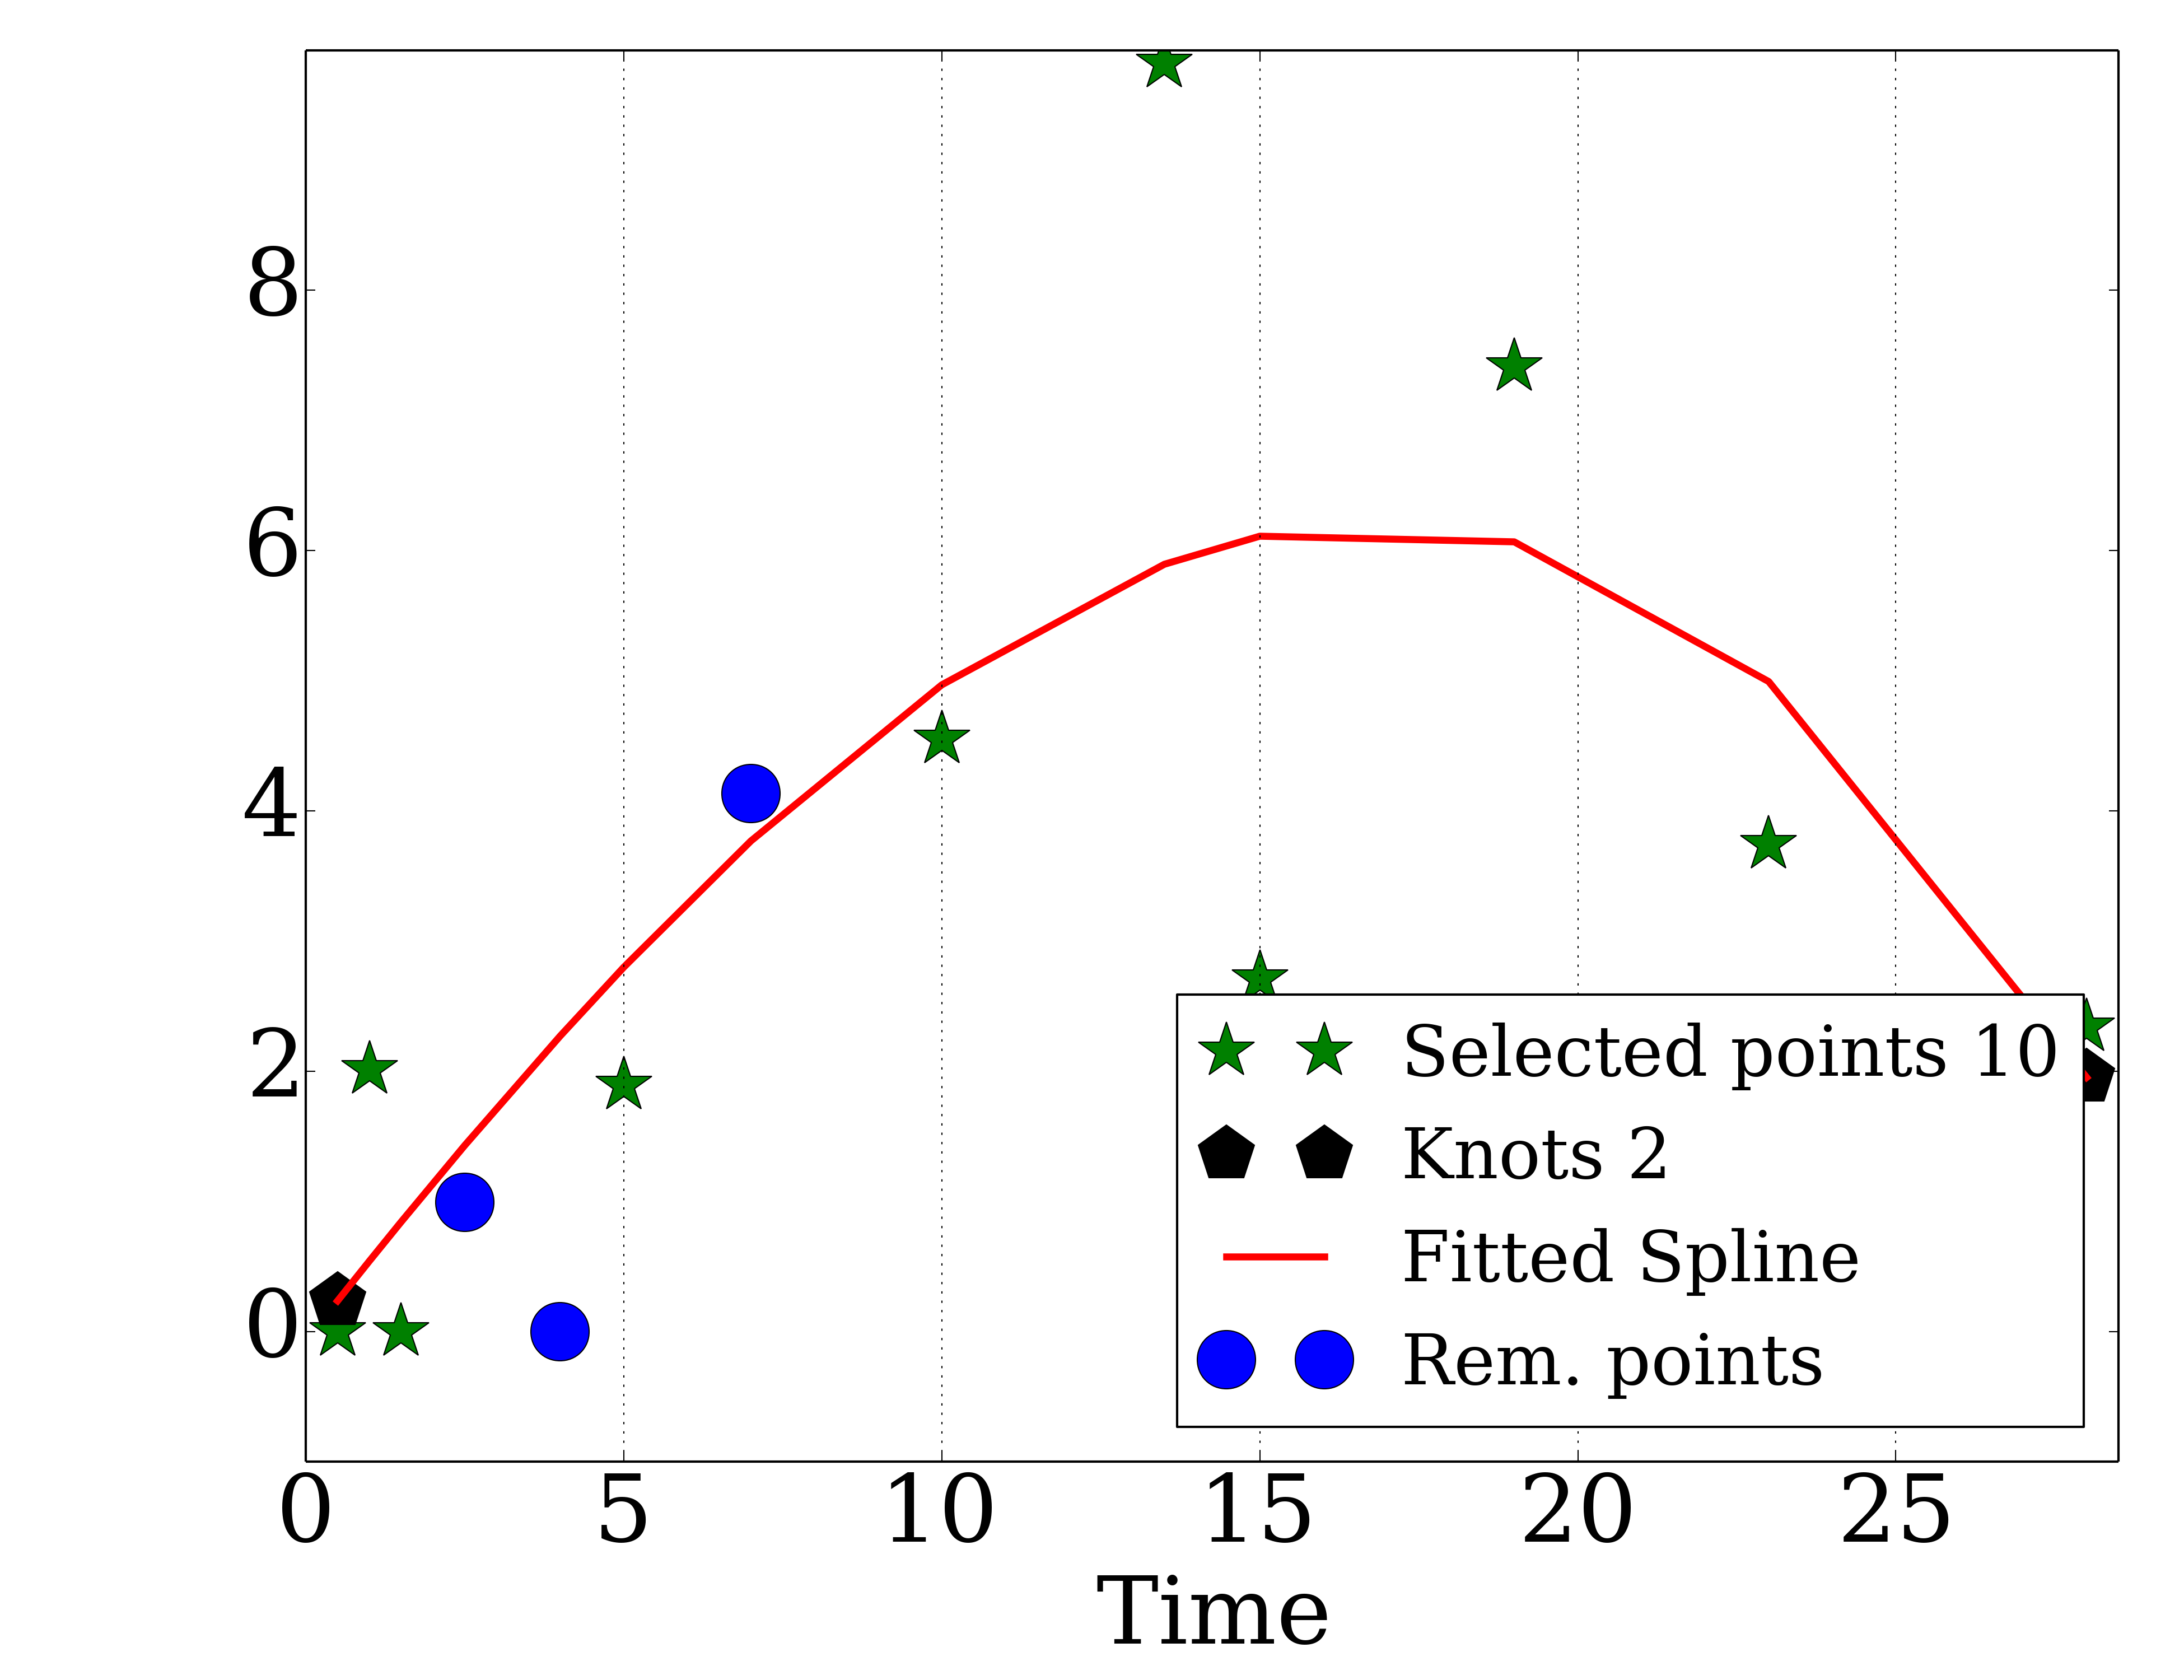 8
6
4
2
0
0 5 10 15 20 25
Time
Selected points 10
Knots 2
Fitted Spline
Rem. points